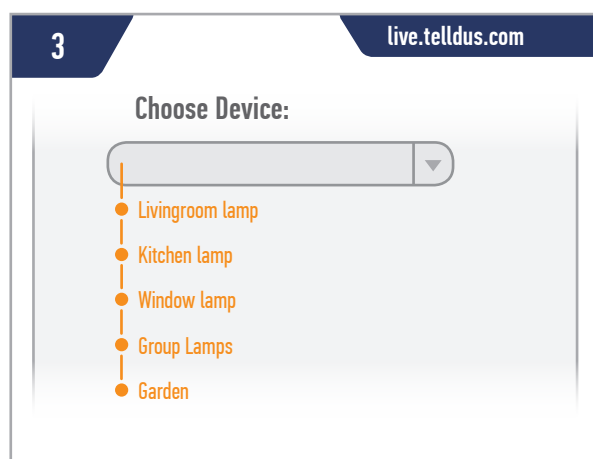 3
live.telldus.com
Choose Device:
Livingroom lamp
Kitchen lamp
Window lamp
Group Lamps
Garden